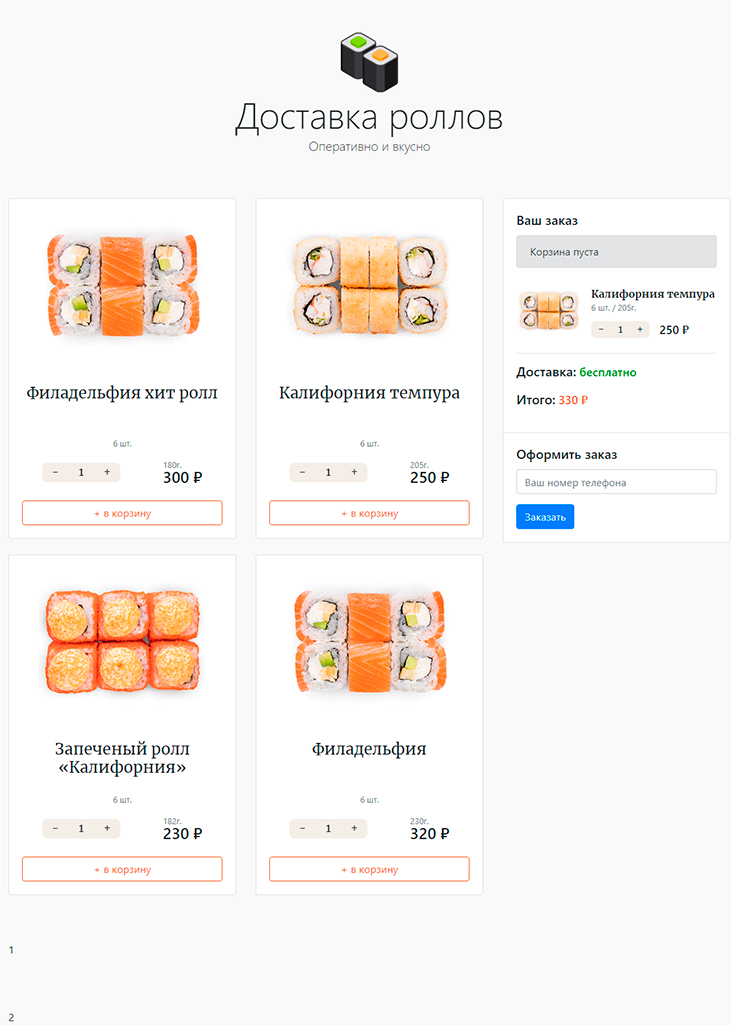 Доставка роллов
Оперативно и вкусно
Филадельфия хит ролл
6 шт.
− 1 +
180г.
300 ₽
+ в корзину
Калифорния темпура
6 шт.
− 1 +
205г.
250 ₽
+ в корзину
Ваш заказ
Корзина пуста
Калифорния темпура
6 шт. / 205г.
− 1 +
250 ₽
Доставка: бесплатно
Итого: 330 ₽
Оформить заказ
Ваш номер телефона
Заказать
Запеченый ролл
«Калифорния»
6 шт.
− 1 +
182г.
230 ₽
+ в корзину
Филадельфия
6 шт.
− 1 +
230г.
320 ₽
+ в корзину
1
2